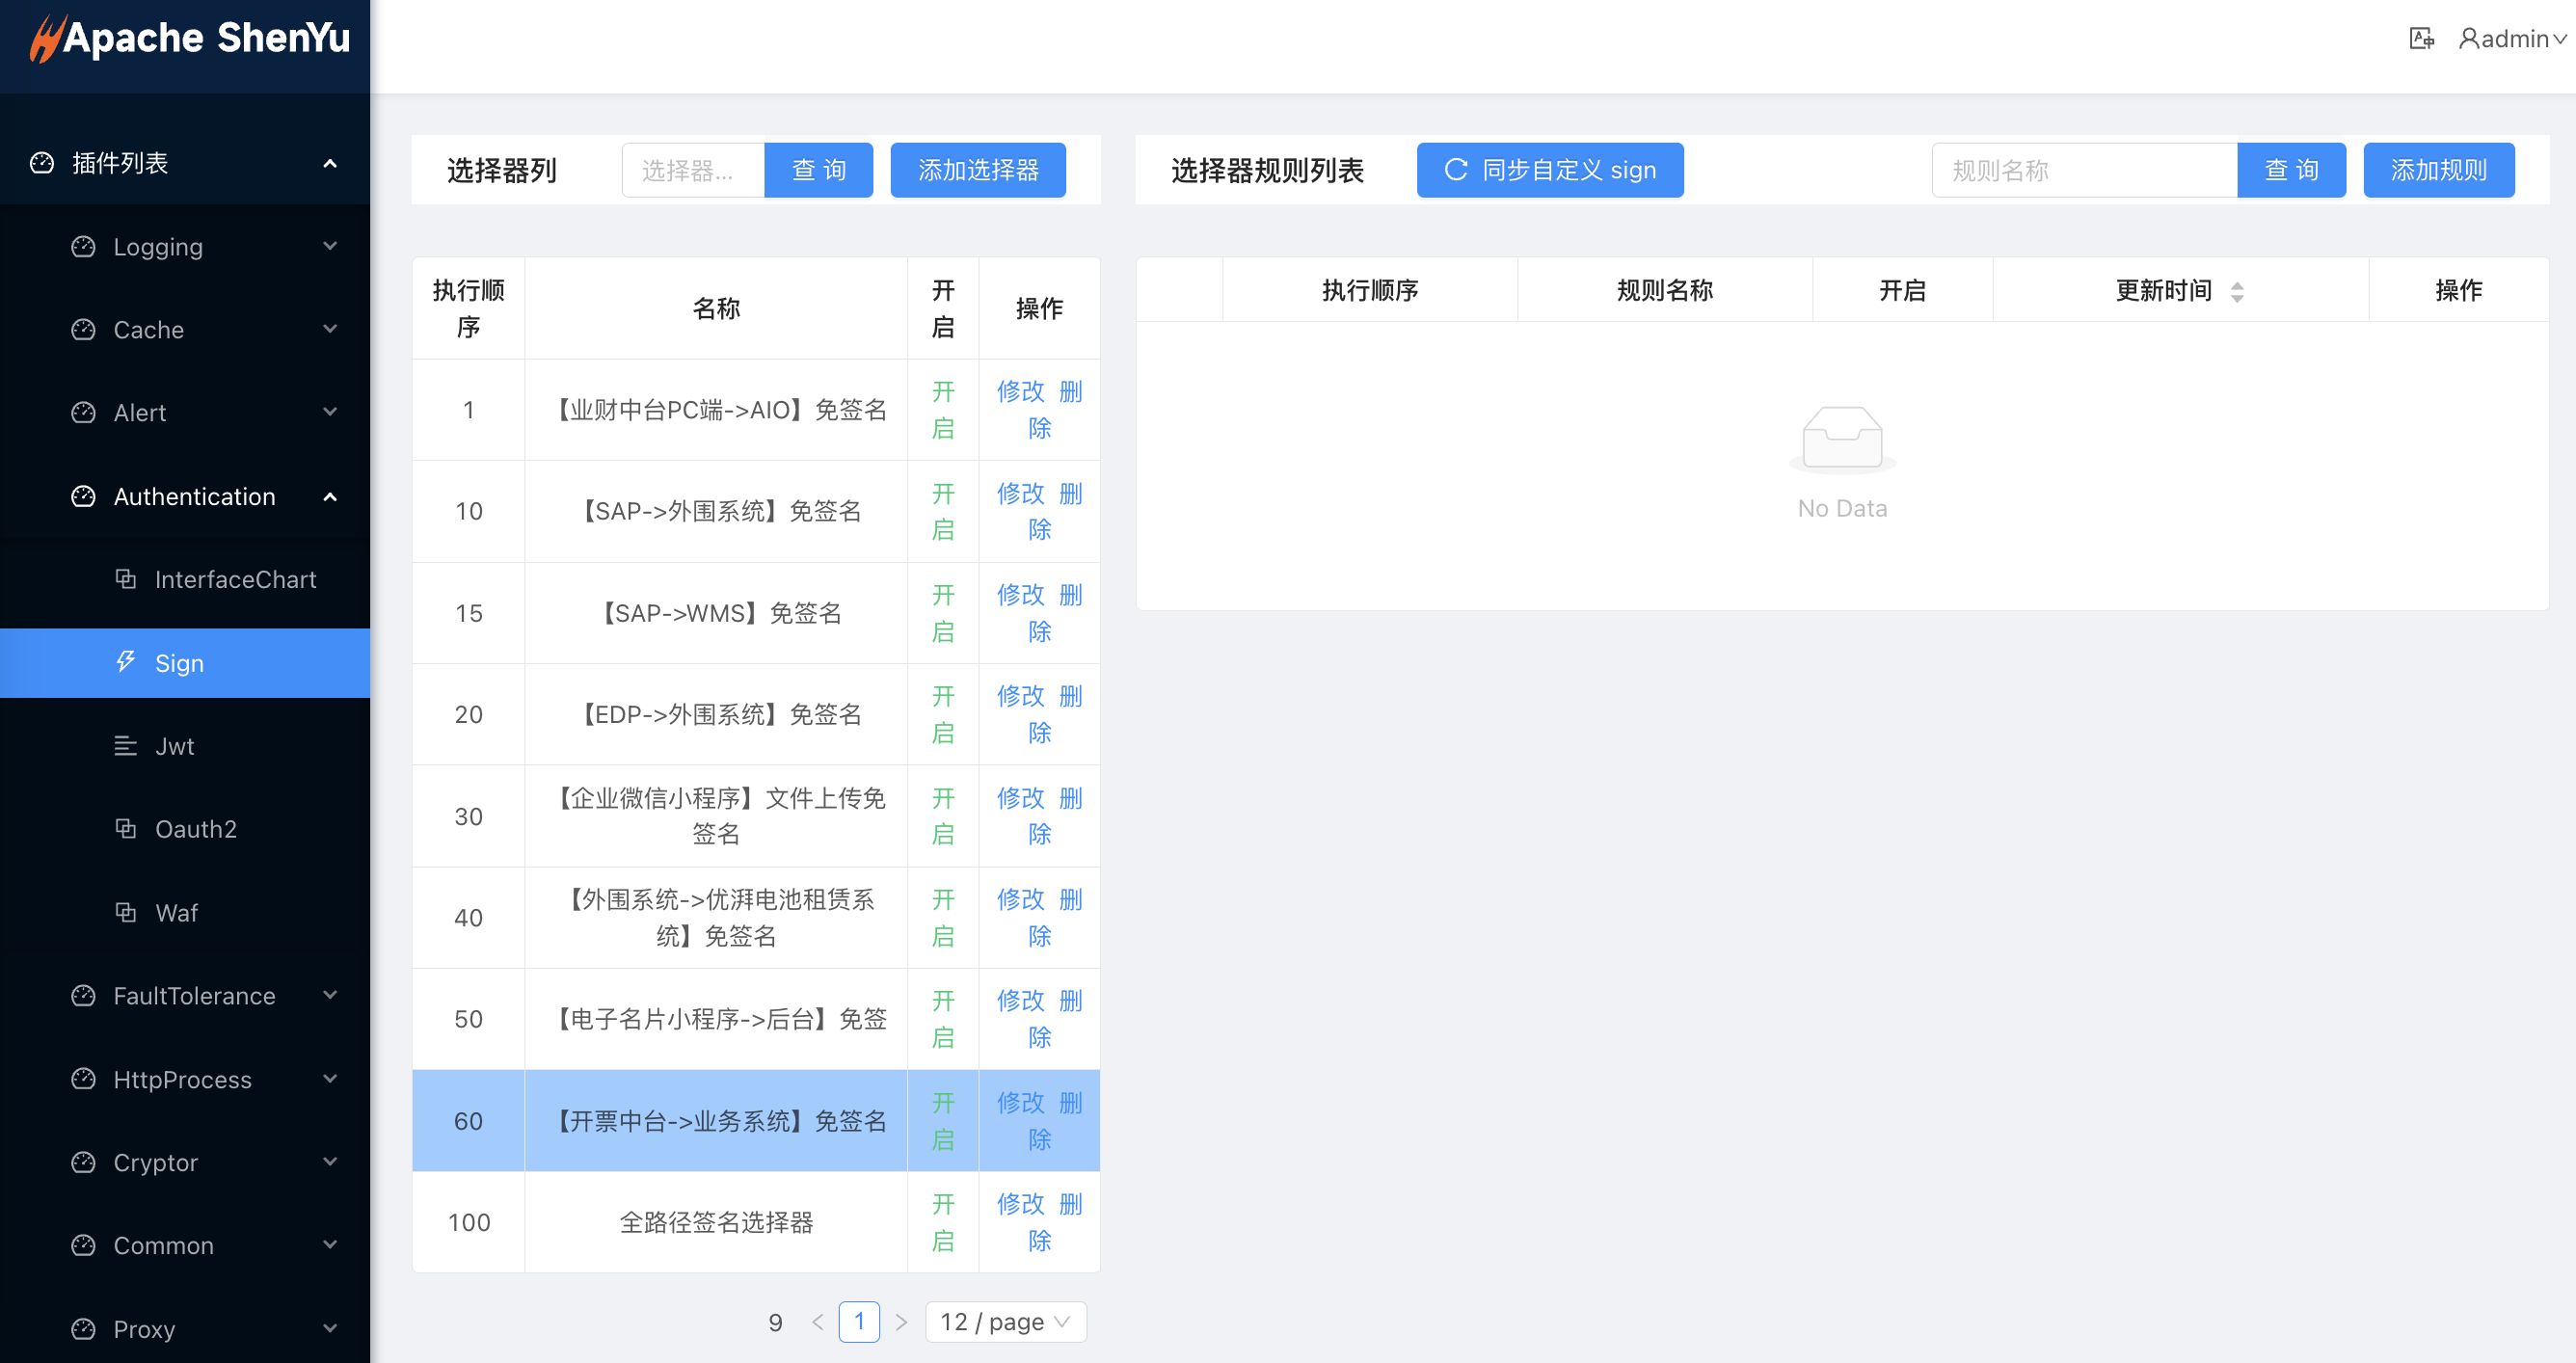 Apache ShenYu
admin
插件列表
Logging
Cache
Alert
Authentication
InterfaceChart
Sign
Jwt
Oauth2
Waf
FaultTolerance
HttpProcess
Cryptor
Common
Proxy
选择器列
选择器...
查 询
添加选择器
执行顺
序
名称
开
启
操作
1
【业财中台PC端->AIO】免签名
开
启
修改 删
除
10
【SAP->外围系统】免签名
开
启
修改 删
除
15
【SAP->WMS】免签名
开
启
修改 删
除
20
【EDP->外围系统】免签名
开
启
修改 删
除
30
【企业微信小程序】文件上传免
签名
开
启
修改 删
除
40
【外围系统->优湃电池租赁系
统】免签名
开
启
修改 删
除
50
【电子名片小程序->后台】免签
开
启
修改 删
除
60
【开票中台->业务系统】免签名
开
启
修改 删
除
100
全路径签名选择器
开
启
修改 删
除
9
1
12 / page
选择器规则列表
同步自定义 sign
规则名称
查 询
添加规则
执行顺序
规则名称
开启
更新时间
操作
No Data